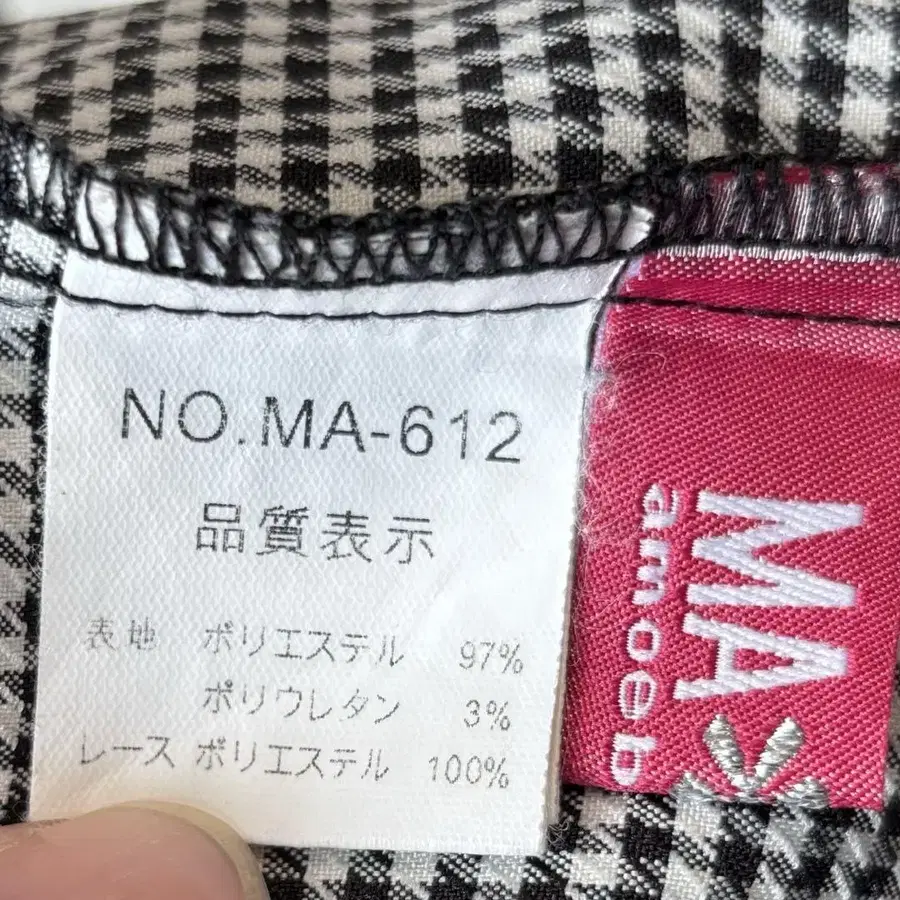 NO.MA-612
品質表示
表地 ポリエステル 97%
ポリウレタン 3%
レース ポリエステル 100%
MA
amoeb